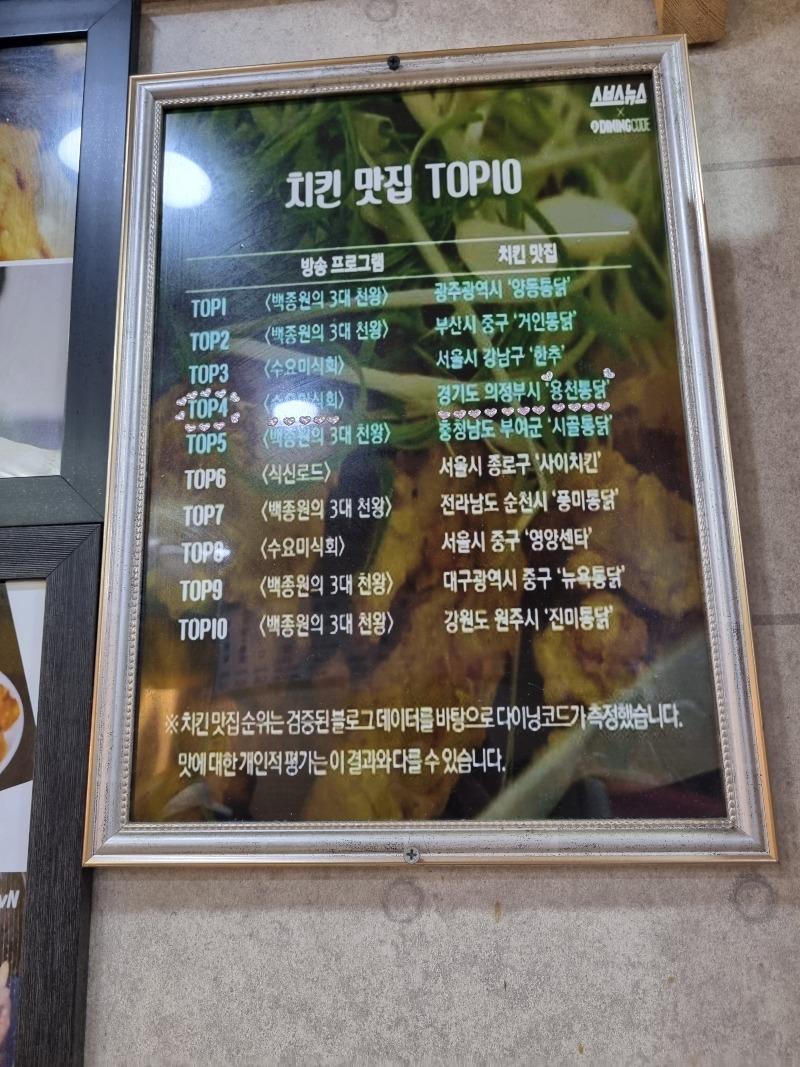 스브스뉴스
×
DININGCODE
치킨 맛집 TOP10
방송 프로그램 치킨 맛집
TOP1 〈백종원의 3대 천왕〉 광주광역시 '양동통닭'
TOP2 〈백종원의 3대 천왕〉 부산시 중구 '거인통닭'
TOP3 〈수요미식회〉 서울시 강남구 '한추'
TOP4 〈수요미식회〉 경기도 의정부시 '용천통닭'
TOP5 〈백종원의 3대 천왕〉 충청남도 부여군 '시골통닭'
TOP6 〈식신로드〉 서울시 종로구 '사이치킨'
TOP7 〈백종원의 3대 천왕〉 전라남도 순천시 '풍미통닭'
TOP8 〈수요미식회〉 서울시 중구 '영양센타'
TOP9 〈백종원의 3대 천왕〉 대구광역시 중구 '뉴욕통닭'
TOP10 〈백종원의 3대 천왕〉 강원도 원주시 '진미통닭'
※ 치킨 맛집 순위는 검증된 블로그 데이터를 바탕으로 다이닝코드가 측정했습니다.
맛에 대한 개인적 평가는 이 결과와 다를 수 있습니다.
vN